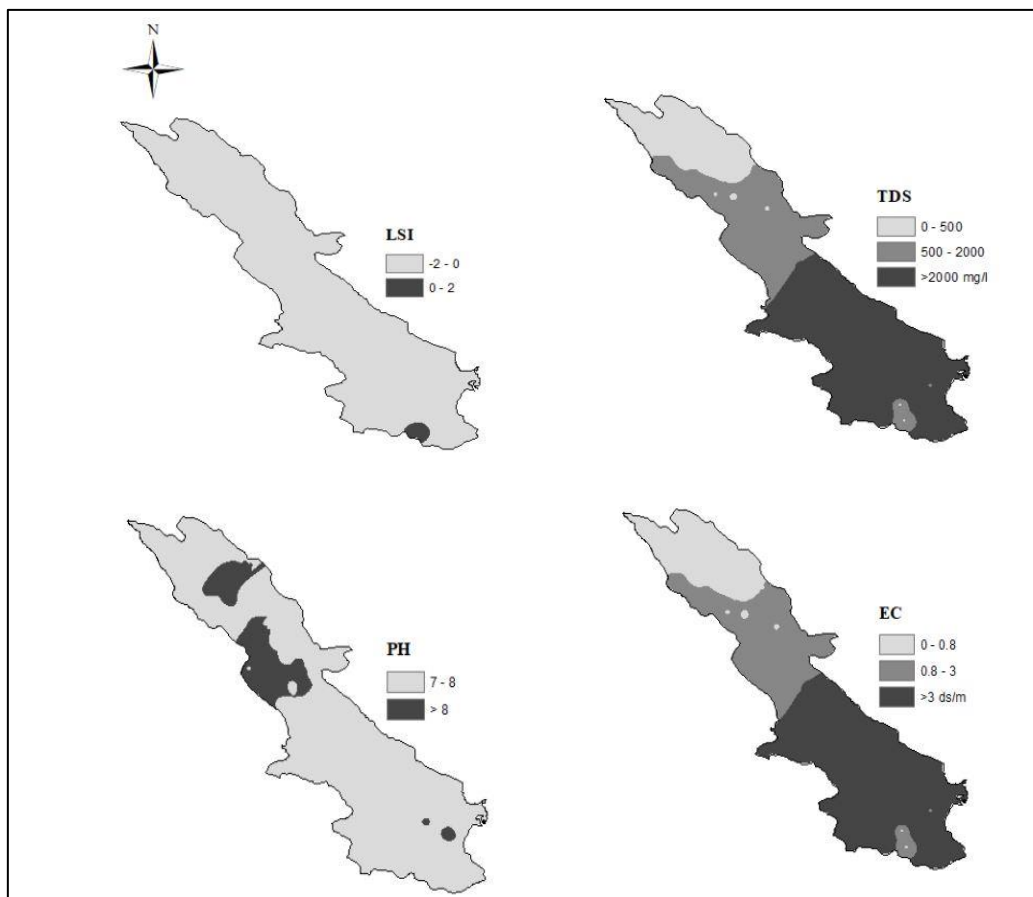 N
LSI
-2 - 0
0 - 2
TDS
0 - 500
500 - 2000
>2000 mg/l
PH
7 - 8
> 8
EC
0 - 0.8
0.8 - 3
>3 ds/m